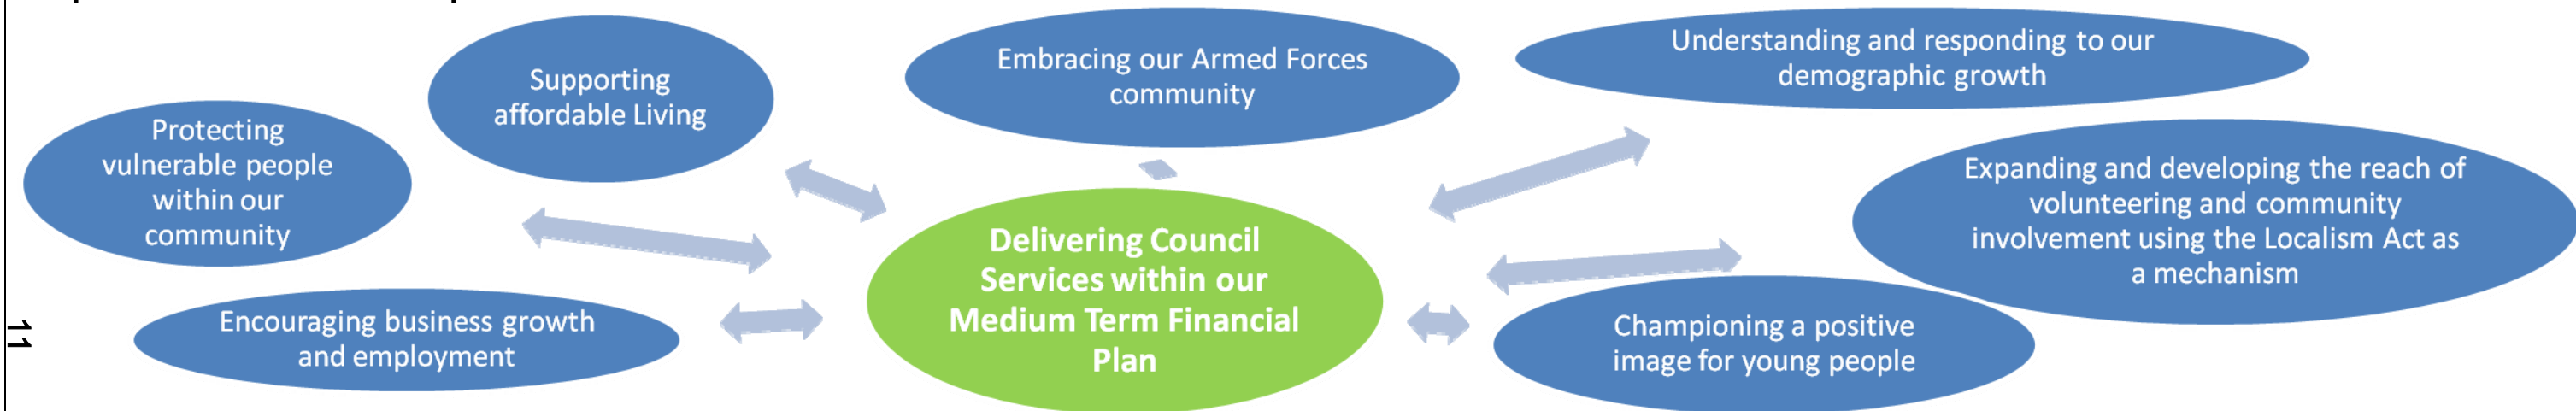 Supporting
affordable Living
Embracing our Armed Forces
community
Understanding and responding to our
demographic growth
Protecting
vulnerable people
within our
community
Expanding and developing the reach of
volunteering and community
involvement using the Localism Act as
a mechanism
Delivering Council
Services within our
Medium Term Financial
Plan
Encouraging business growth
and employment
Championing a positive
image for young people
11